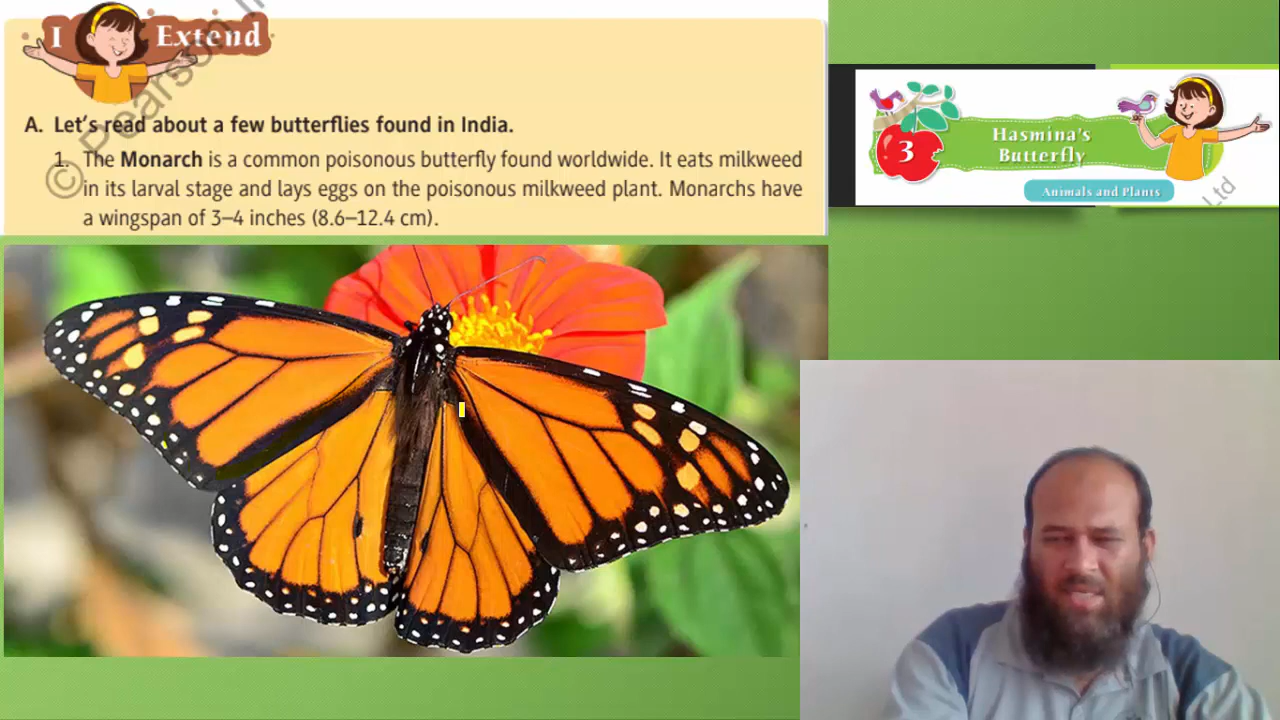 I Extend
A. Let's read about a few butterflies found in India.
1. The Monarch is a common poisonous butterfly found worldwide. It eats milkweed
in its larval stage and lays eggs on the poisonous milkweed plant. Monarchs have
a wingspan of 3–4 inches (8.6–12.4 cm).
© Pearson I
3
Hasmina's
Butterfly
Animals and Plants
Ltd